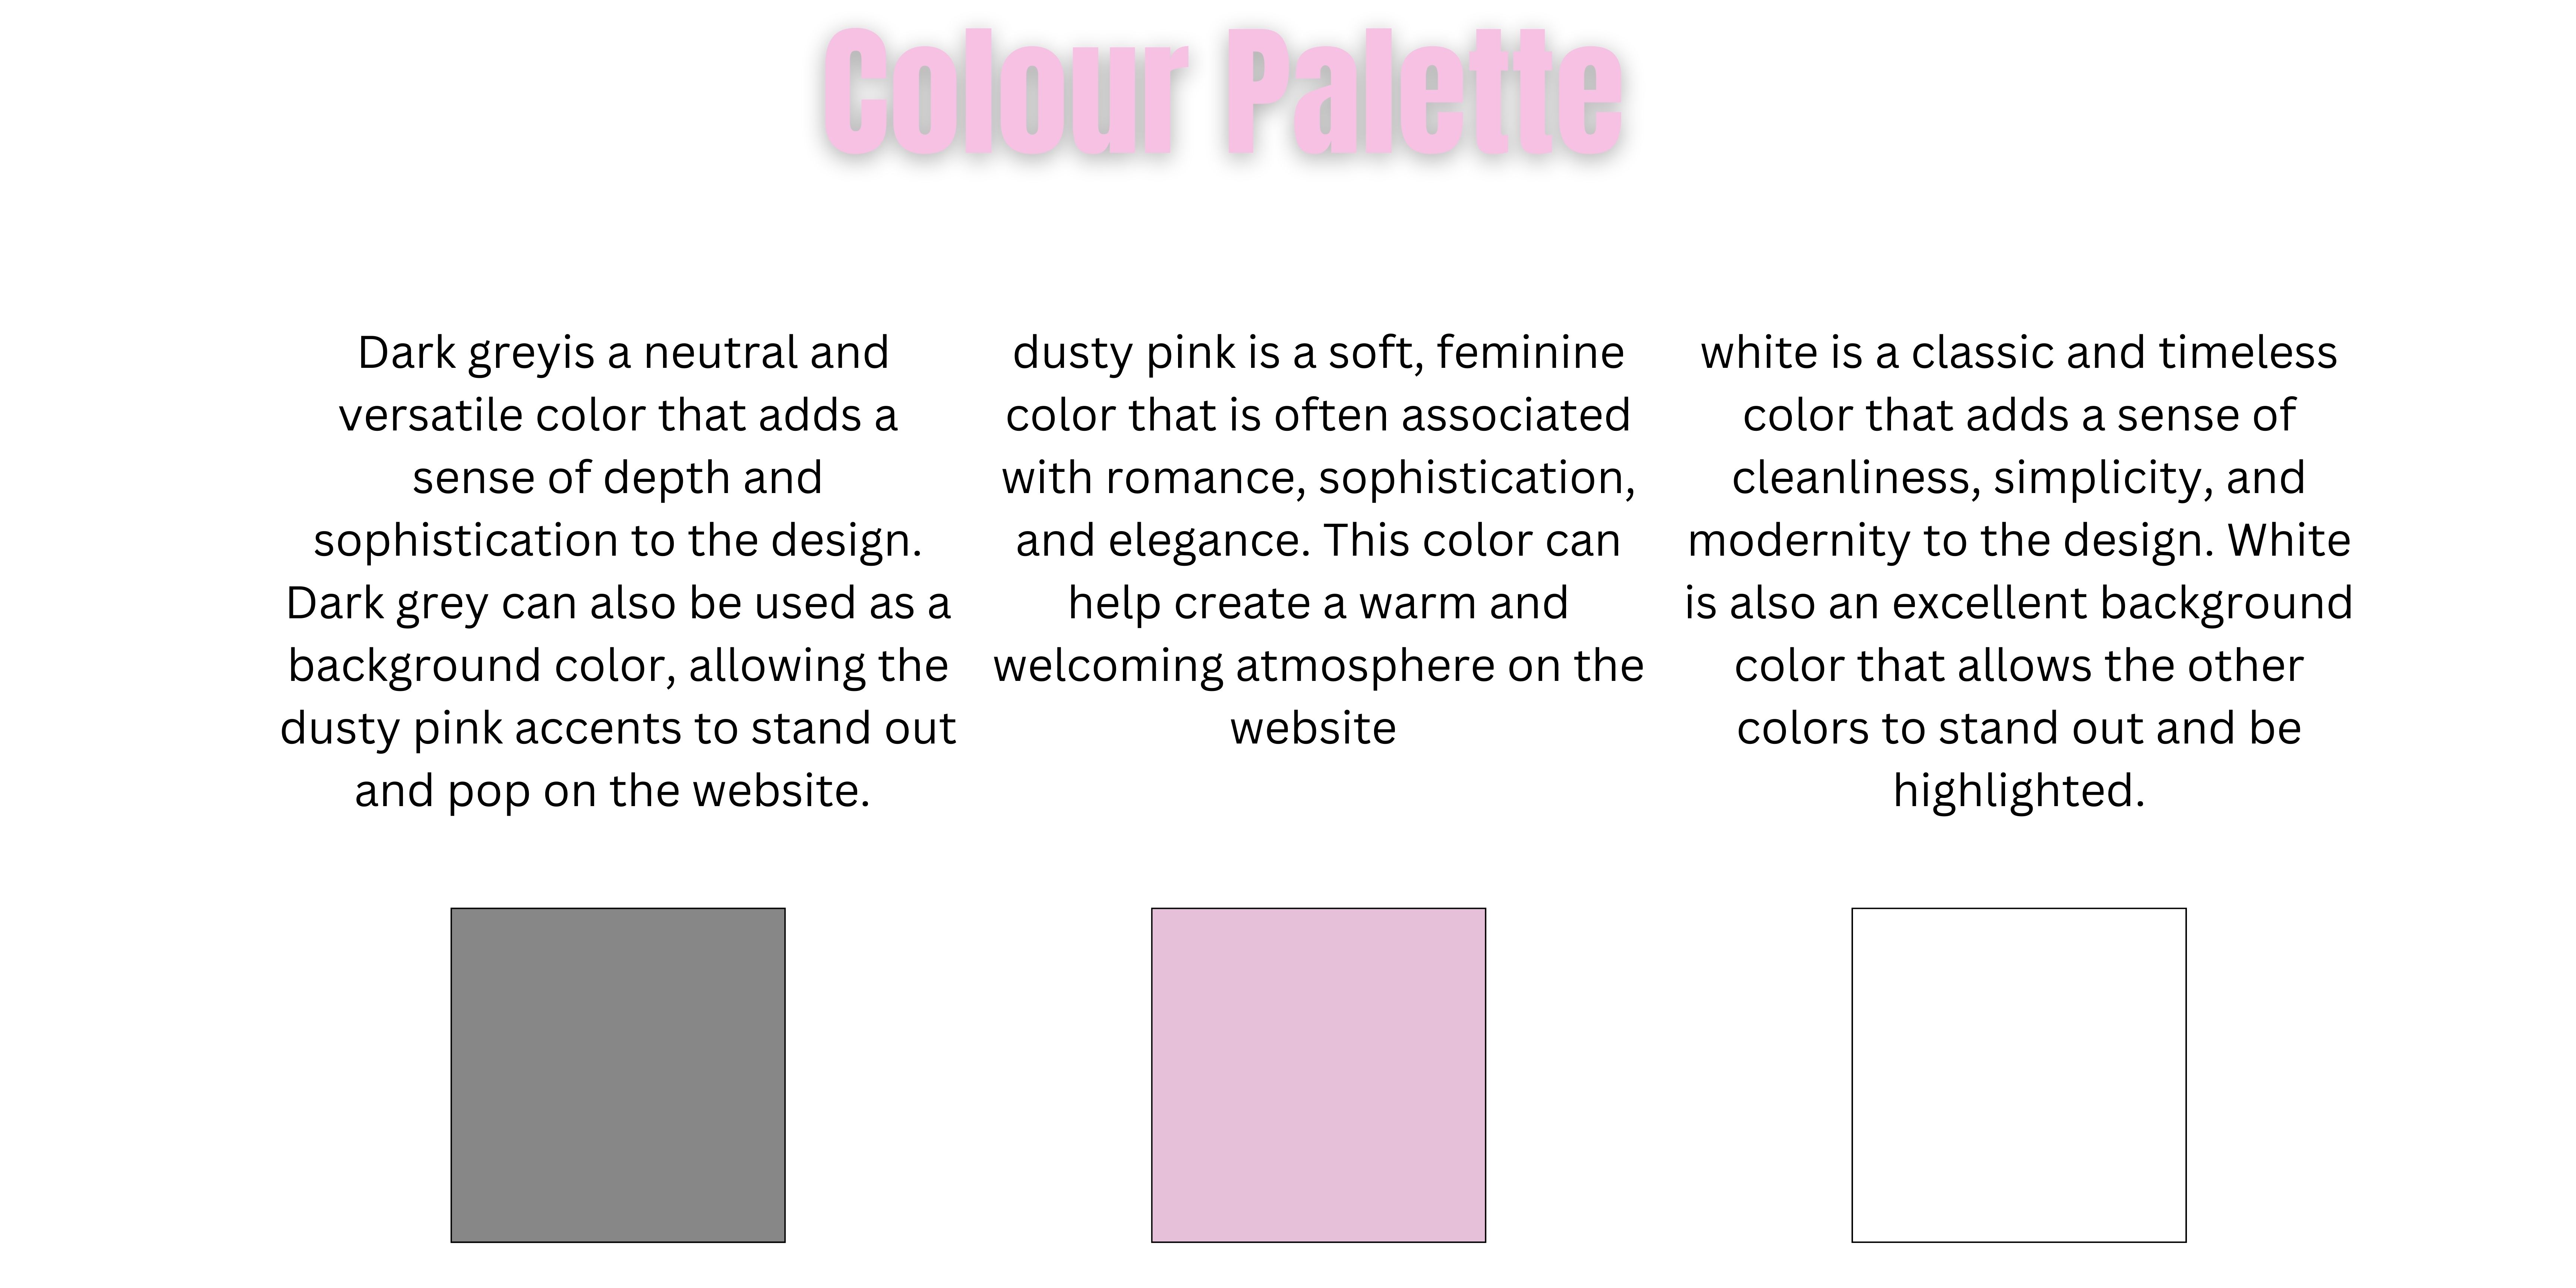 Colour Palette
Dark greyis a neutral and
versatile color that adds a
sense of depth and
sophistication to the design.
Dark grey can also be used as a
background color, allowing the
dusty pink accents to stand out
and pop on the website.
dusty pink is a soft, feminine
color that is often associated
with romance, sophistication,
and elegance. This color can
help create a warm and
welcoming atmosphere on the
website
white is a classic and timeless
color that adds a sense of
cleanliness, simplicity, and
modernity to the design. White
is also an excellent background
color that allows the other
colors to stand out and be
highlighted.